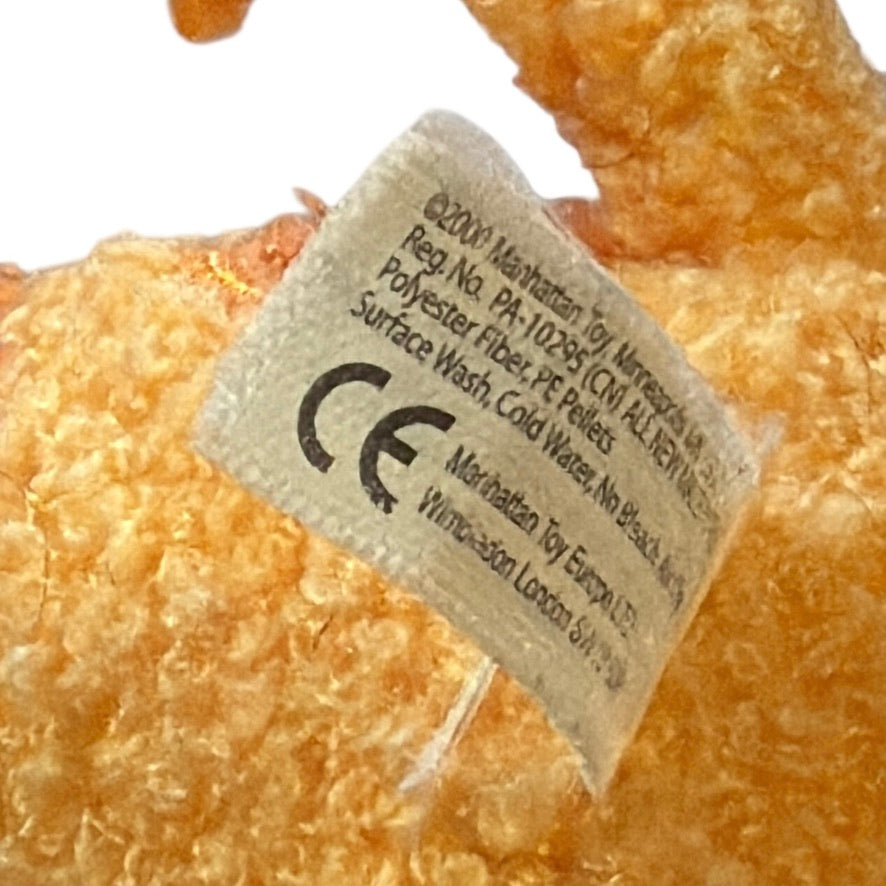 ©2000 Manhattan Toy, Minneapolis
Reg. No. PA-10295 (CN) ALL NEW
Polyester Fiber, PE Pellets
Surface Wash, Cold Water, No Bleach
CE
Manhattan Toy Europe
Wimbledon London